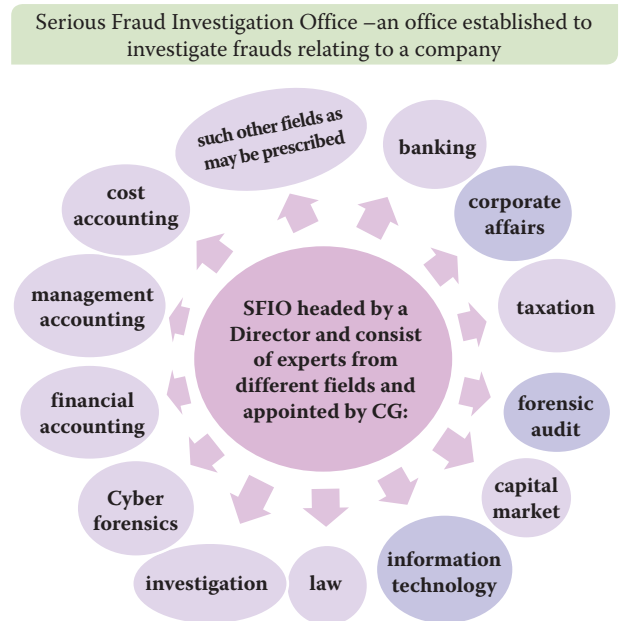 Serious Fraud Investigation Office –an office established to
investigate frauds relating to a company
such other fields as
may be prescribed
banking
corporate
affairs
taxation
forensic
audit
capital
market
information
technology
law
investigation
Cyber
forensics
financial
accounting
management
accounting
cost
accounting
SFIO headed by a
Director and consist
of experts from
different fields and
appointed by CG: